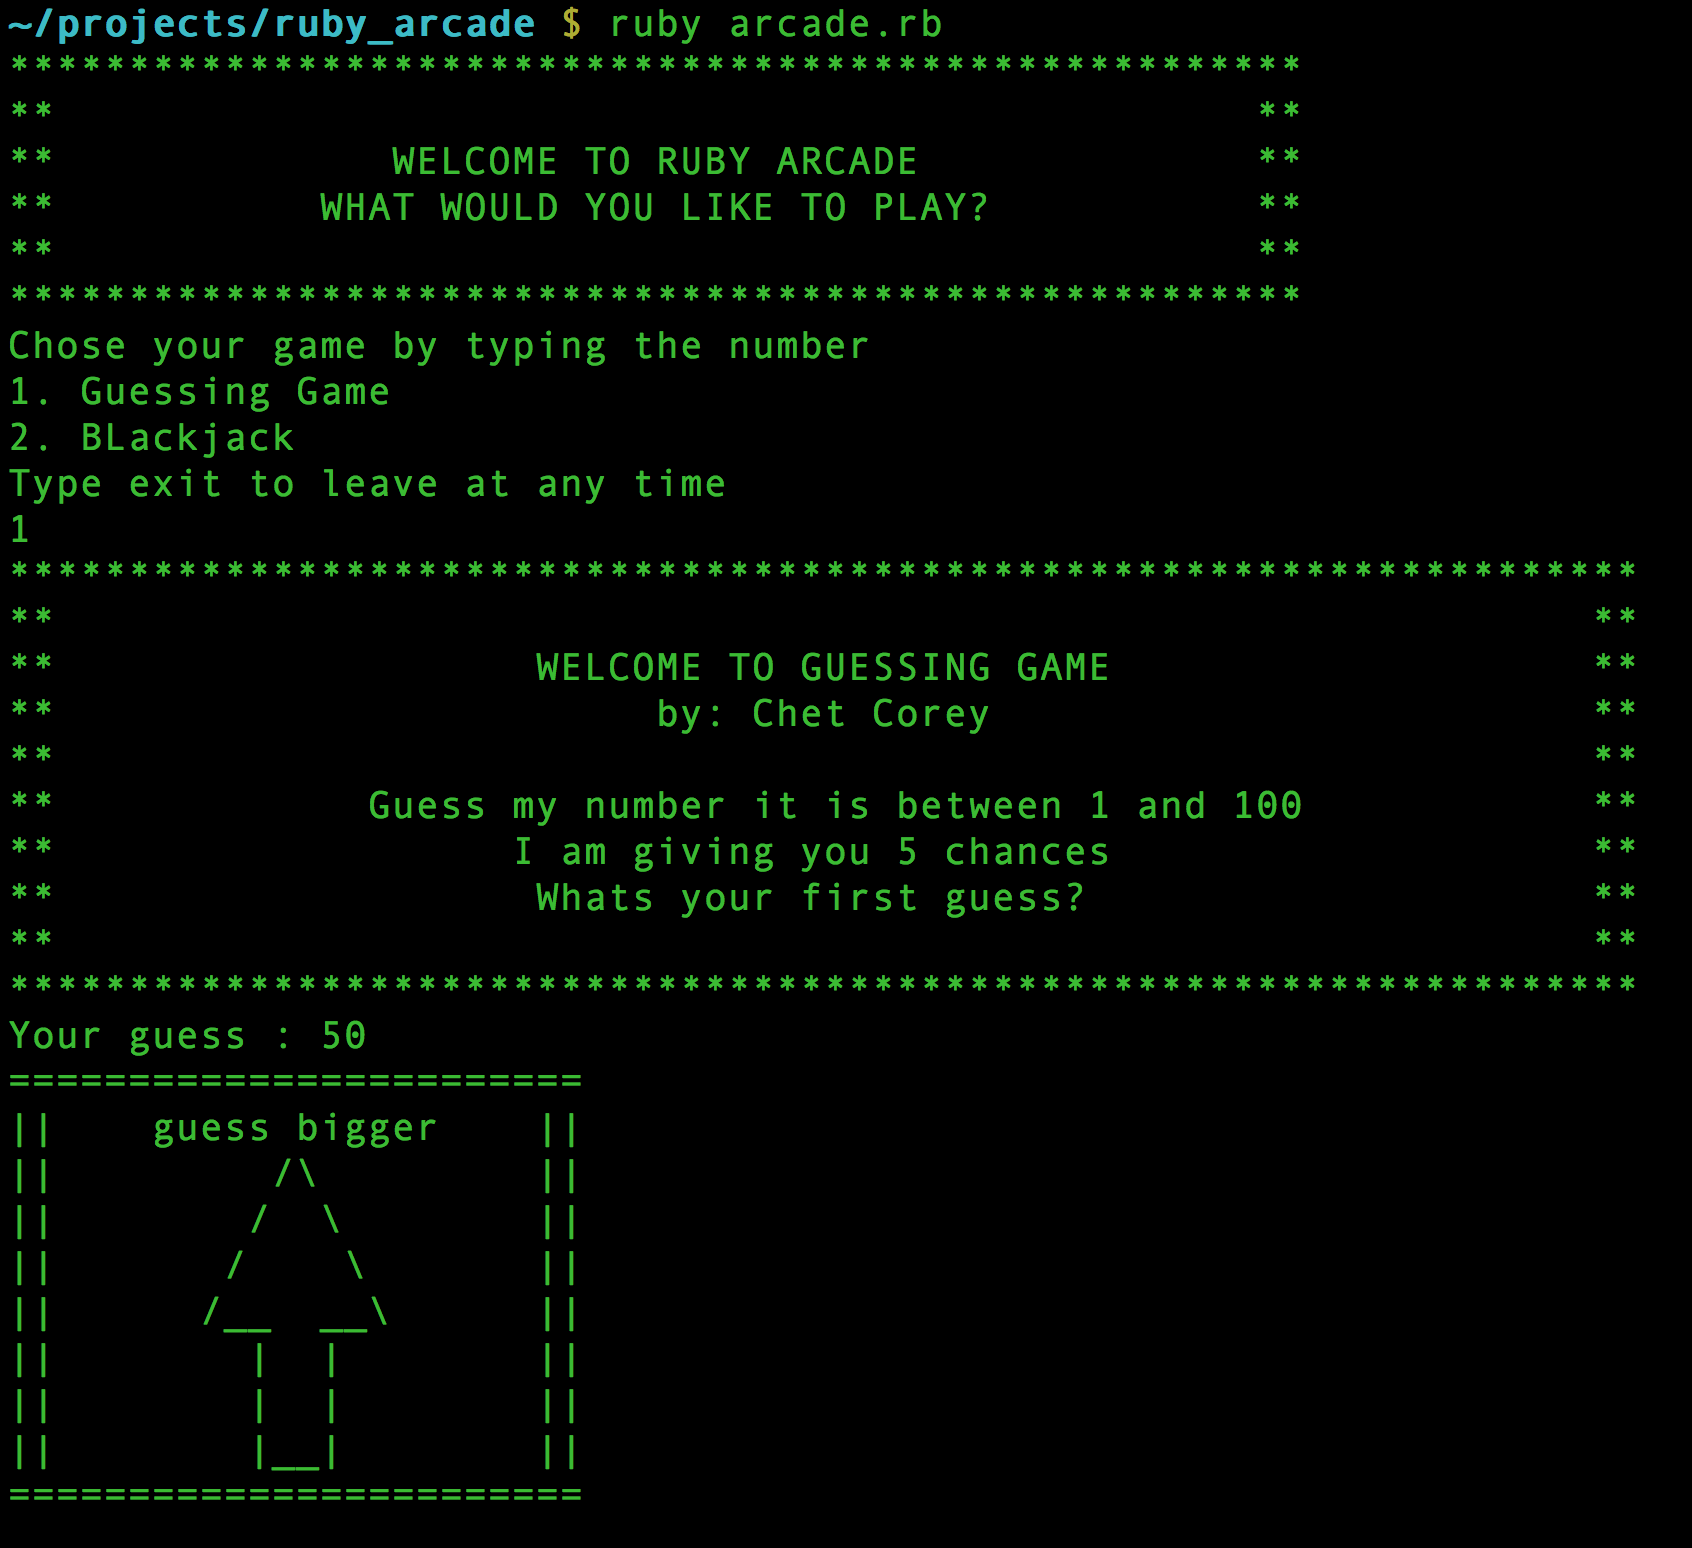 ~/projects/ruby_arcade $ ruby arcade.rb
******************************************************
**                                                  **
**              WELCOME TO RUBY ARCADE              **
**           WHAT WOULD YOU LIKE TO PLAY?           **
**                                                  **
******************************************************
Chose your game by typing the number
1. Guessing Game
2. BLackjack
Type exit to leave at any time
1
********************************************************************
**                                                                **
**                    WELCOME TO GUESSING GAME                    **
**                         by: Chet Corey                         **
**                                                                **
**             Guess my number it is between 1 and 100            **
**                   I am giving you 5 chances                    **
**                    Whats your first guess?                     **
**                                                                **
********************************************************************
Your guess : 50
========================
||    guess bigger    ||
||         /\         ||
||        /  \        ||
||       /    \       ||
||      /__  __\      ||
||        |  |        ||
||        |  |        ||
||        |__|        ||
========================